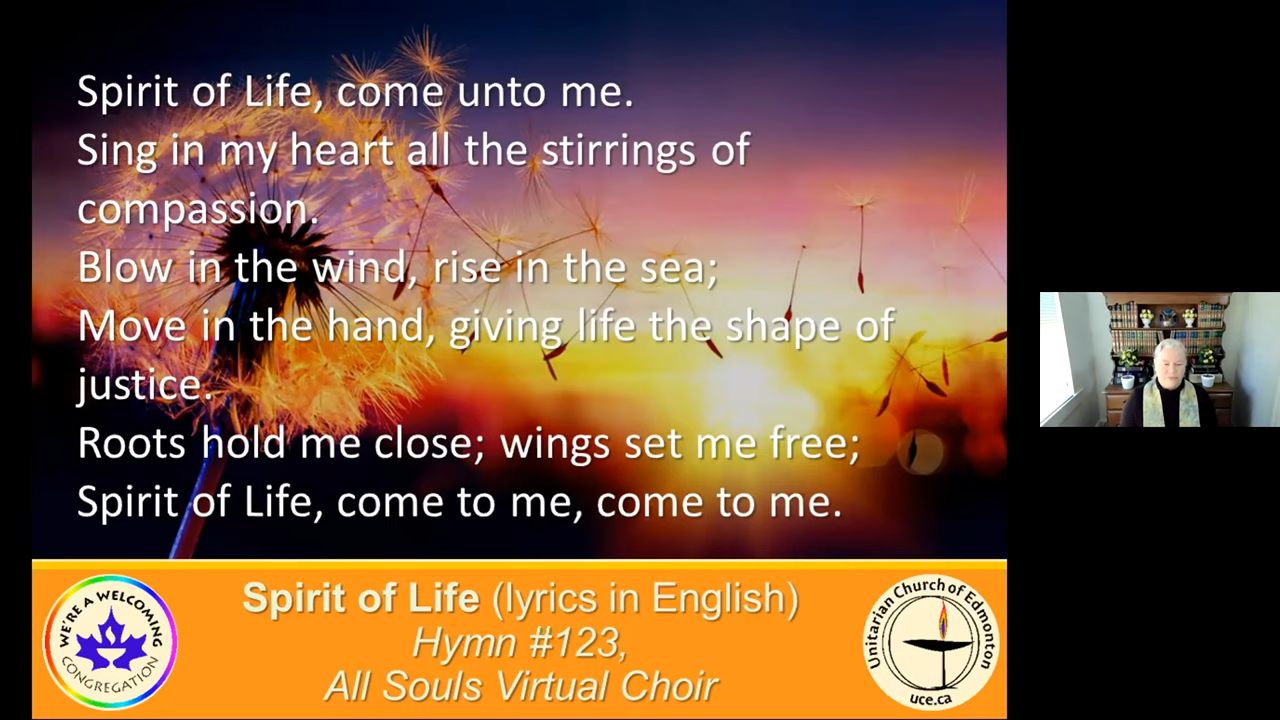 Spirit of Life, come unto me.
Sing in my heart all the stirrings of
compassion.
Blow in the wind, rise in the sea;
Move in the hand, giving life the shape of
justice.
Roots hold me close; wings set me free;
Spirit of Life, come to me, come to me.
WE'RE A WELCOMING
CONGREGATION
Spirit of Life (lyrics in English)
Hymn #123,
All Souls Virtual Choir
Unitarian Church of Edmonton
uce.ca